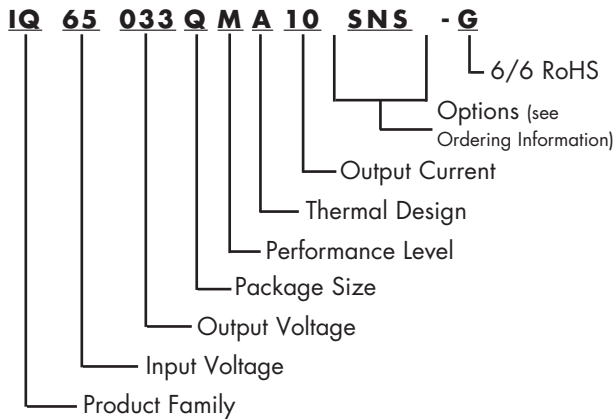 IQ 65 033 Q M A 10 SNS - G
6/6 RoHS
Options (see
Ordering Information)
Output Current
Thermal Design
Performance Level
Package Size
Output Voltage
Input Voltage
Product Family